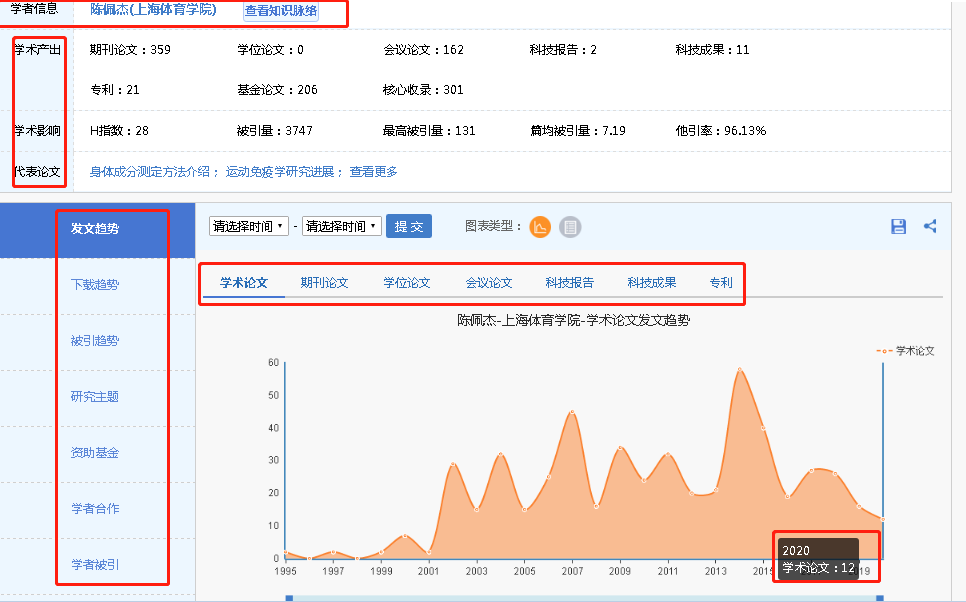 学者信息 陈佩杰(上海体育学院) 查看知识脉络
学术产出 期刊论文：359 学位论文：0 会议论文：162 科技报告：2 科技成果：11
专利：21 基金论文：206 核心收录：301
学术影响 H指数：28 被引量：3747 最高被引量：131 篇均被引量：7.19 他引率：96.13%
代表论文 身体成分测定方法介绍； 运动免疫学研究进展； 查看更多
发文趋势
下载趋势
被引趋势
研究主题
资助基金
学者合作
学者被引
请选择时间 - 请选择时间 提 交 图表类型：
学术论文 期刊论文 学位论文 会议论文 科技报告 科技成果 专利
陈佩杰-上海体育学院-学术论文发文趋势
学术论文
60
50
40
30
20
10
0
1995 1997 1999 2001 2003 2005 2007 2009 2011 2013
2020
学术论文：12